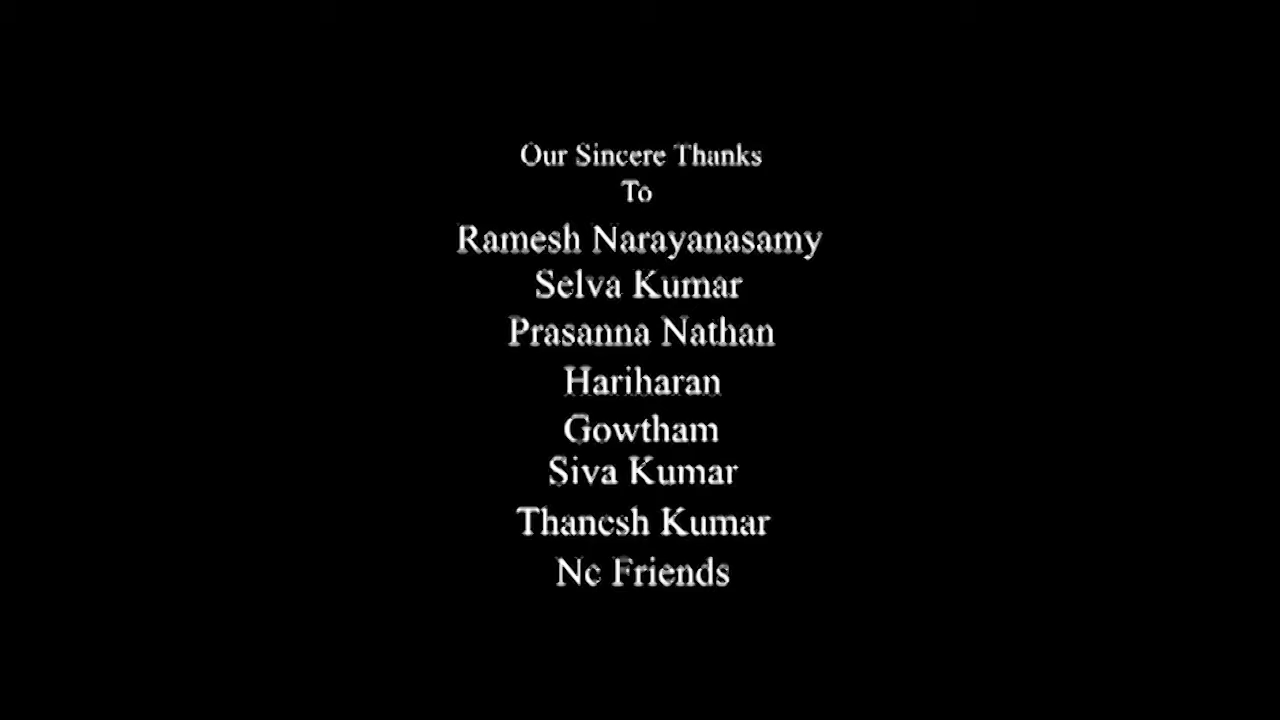 Our Sincere Thanks
To
Ramesh Narayanasamy
Selva Kumar
Prasanna Nathan
Hariharan
Gowtham
Siva Kumar
Thanesh Kumar
Nc Friends